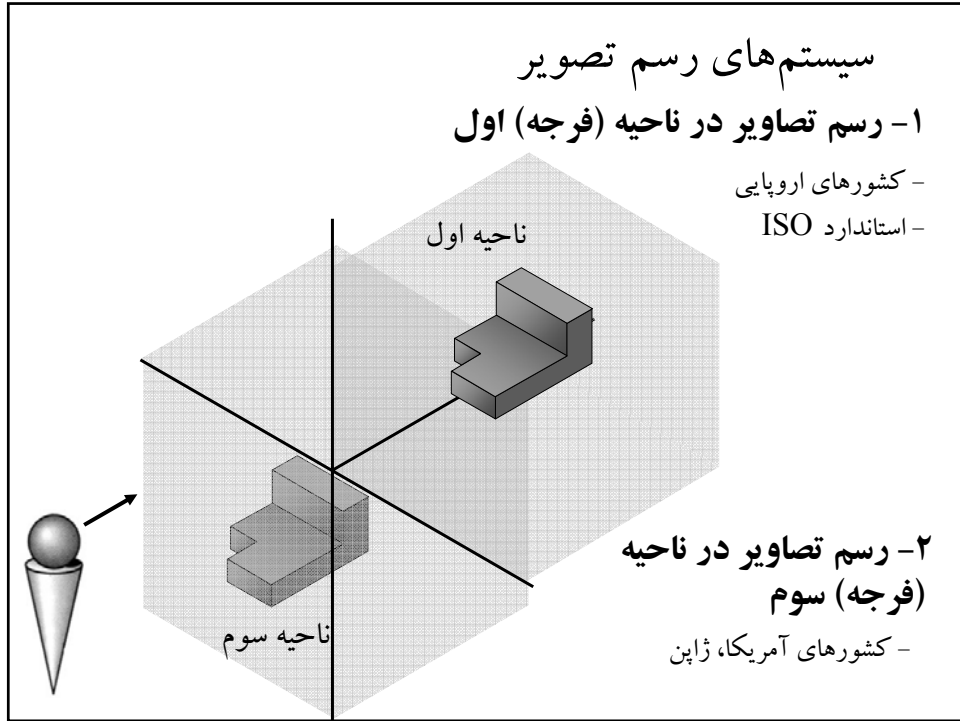 سیستم‌های رسم تصویر
۱- رسم تصاویر در ناحیه (فرجه) اول
- کشورهای اروپایی
- استاندارد ISO
ناحیه اول
ناحیه سوم
۲- رسم تصاویر در ناحیه
(فرجه) سوم
- کشورهای آمریکا، ژاپن